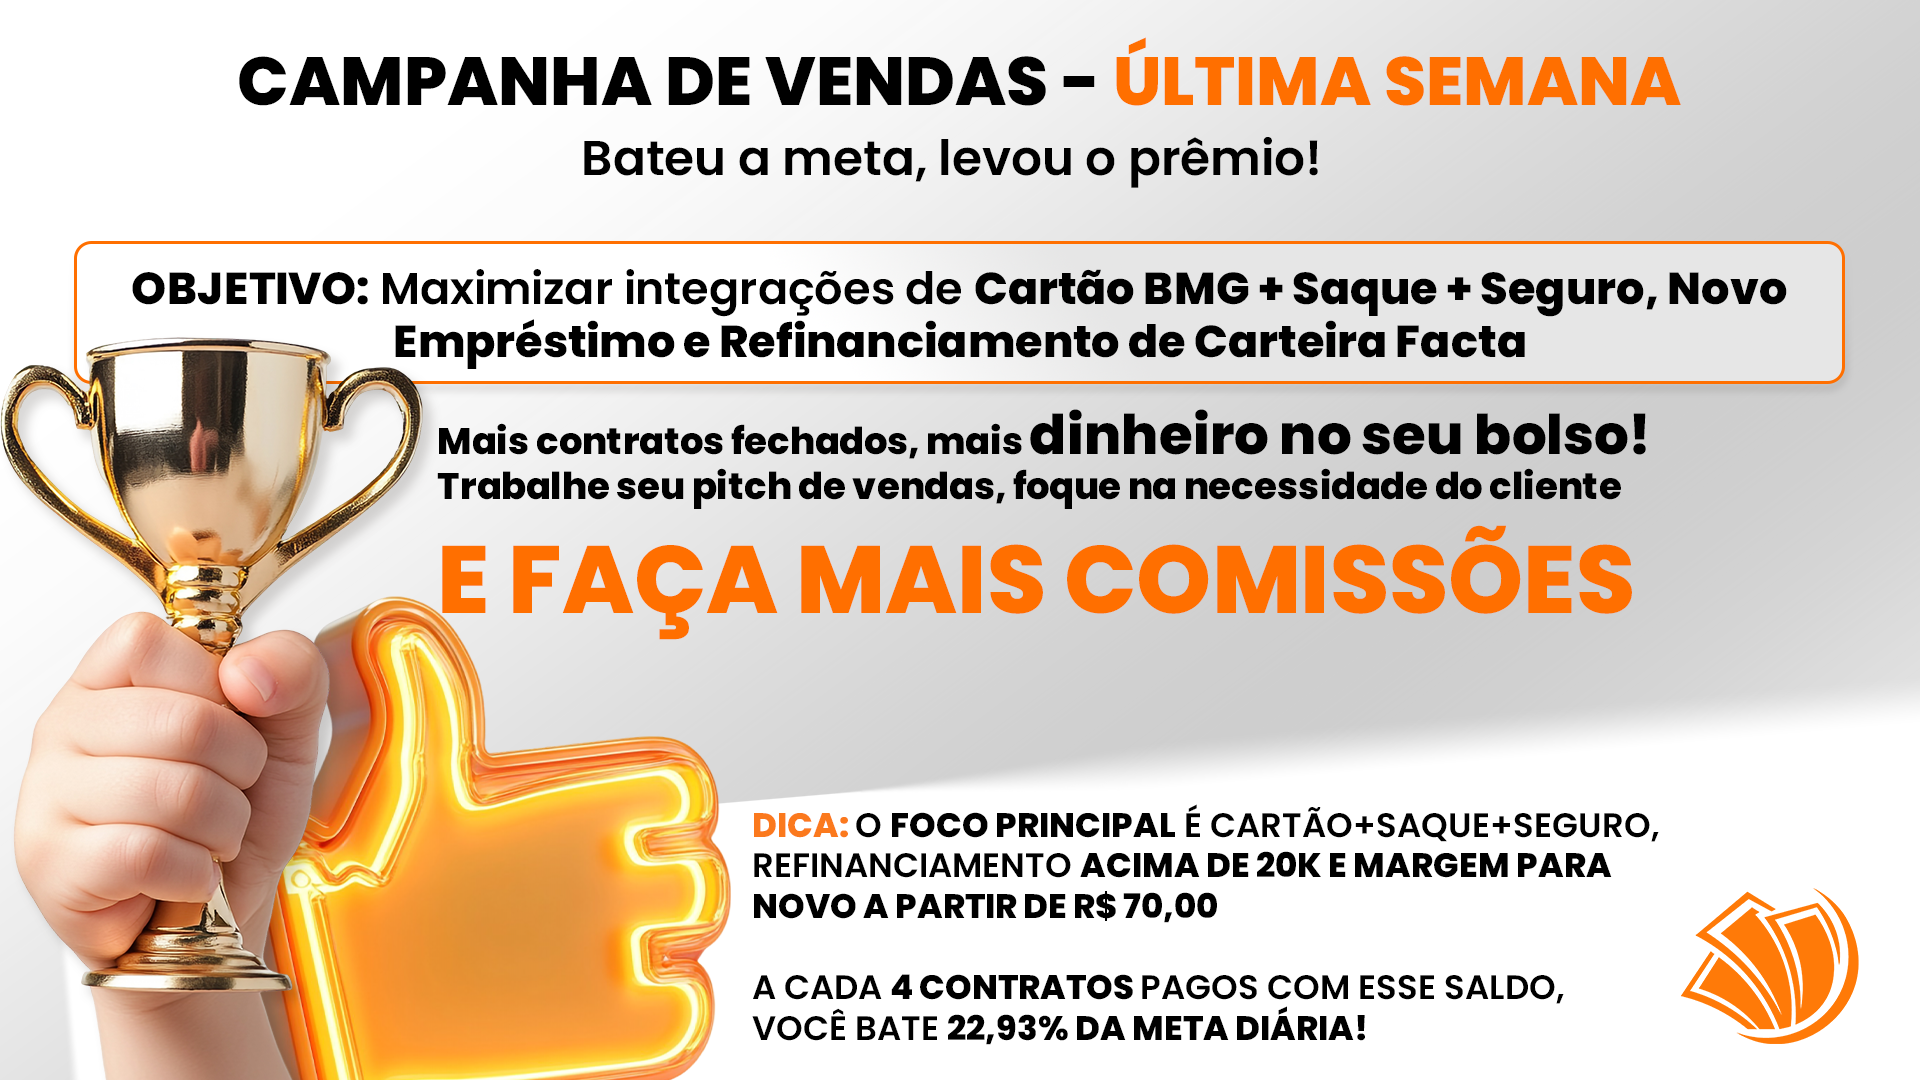 CAMPANHA DE VENDAS - ÚLTIMA SEMANA
Bateu a meta, levou o prêmio!
OBJETIVO: Maximizar integrações de Cartão BMG + Saque + Seguro, Novo
Empréstimo e Refinanciamento de Carteira Facta
Mais contratos fechados, mais dinheiro no seu bolso!
Trabalhe seu pitch de vendas, foque na necessidade do cliente
E FAÇA MAIS COMISSÕES
DICA: O FOCO PRINCIPAL É CARTÃO+SAQUE+SEGURO,
REFINANCIAMENTO ACIMA DE 20K E MARGEM PARA
NOVO A PARTIR DE R$ 70,00
A CADA 4 CONTRATOS PAGOS COM ESSE SALDO,
VOCÊ BATE 22,93% DA META DIÁRIA!